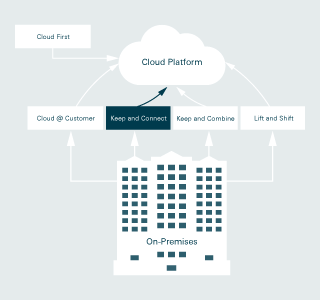 Cloud First
Cloud Platform
Cloud @ Customer
Keep and Connect
Keep and Combine
Lift and Shift
On-Premises